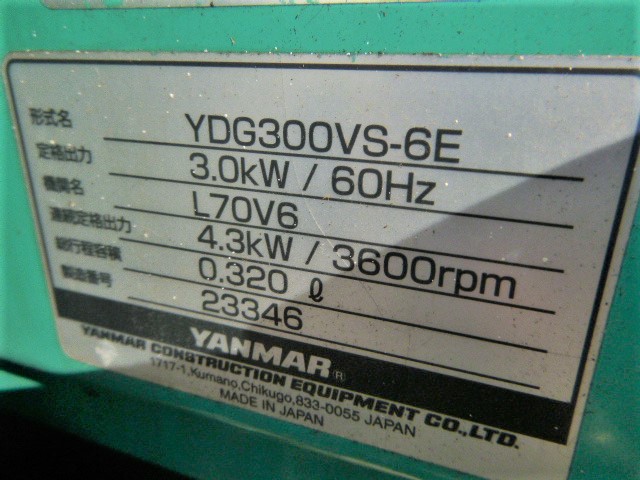 形式名 YDG300VS-6E
定格出力 3.0kW / 60Hz
機関名 L70V6
連続定格出力 4.3kW / 3600rpm
総行程容積 0.320 ℓ
製造番号 23346
YANMAR®
YANMAR CONSTRUCTION EQUIPMENT CO.,LTD.
1717-1,Kumano,Chikugo,833-0055 JAPAN
MADE IN JAPAN